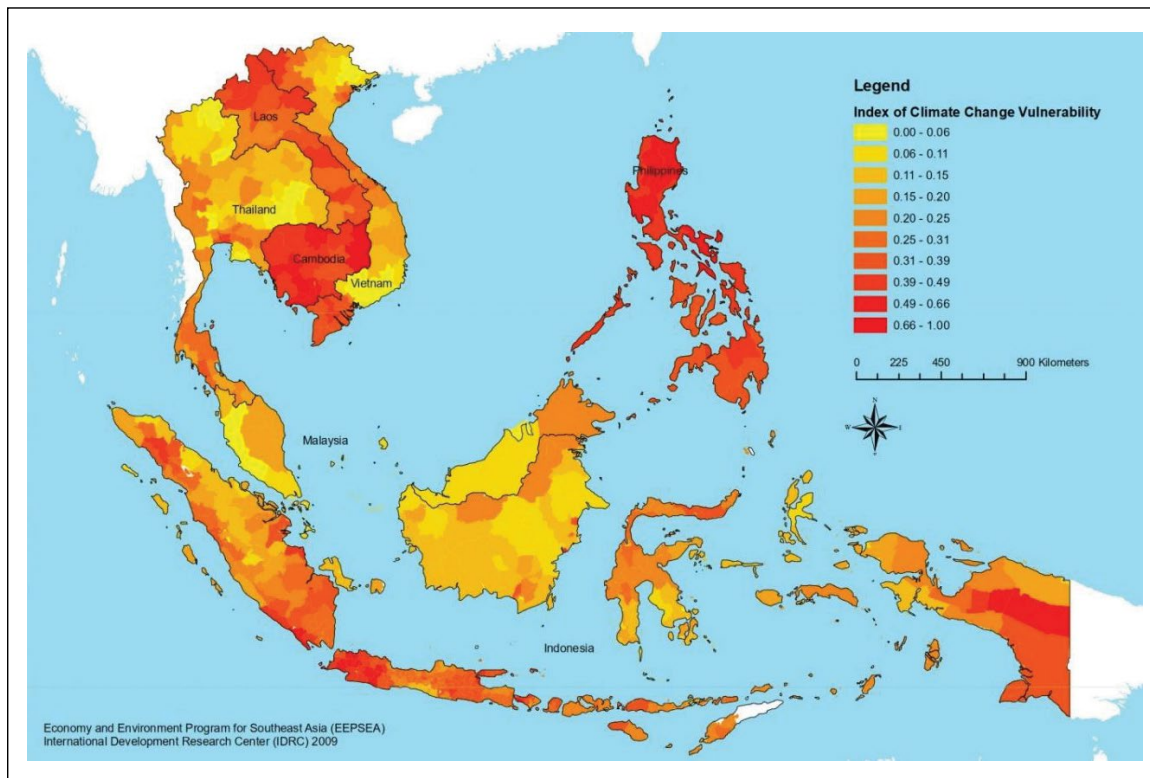 Legend
Index of Climate Change Vulnerability
0.00 - 0.06
0.06 - 0.11
0.11 - 0.15
0.15 - 0.20
0.20 - 0.25
0.25 - 0.31
0.31 - 0.39
0.39 - 0.49
0.49 - 0.66
0.66 - 1.00
0 225 450 900 Kilometers
N
W E
S
Laos
Philippines
Thailand
Cambodia
Vietnam
Malaysia
Indonesia
Economy and Environment Program for Southeast Asia (EEPSEA)
International Development Research Center (IDRC) 2009